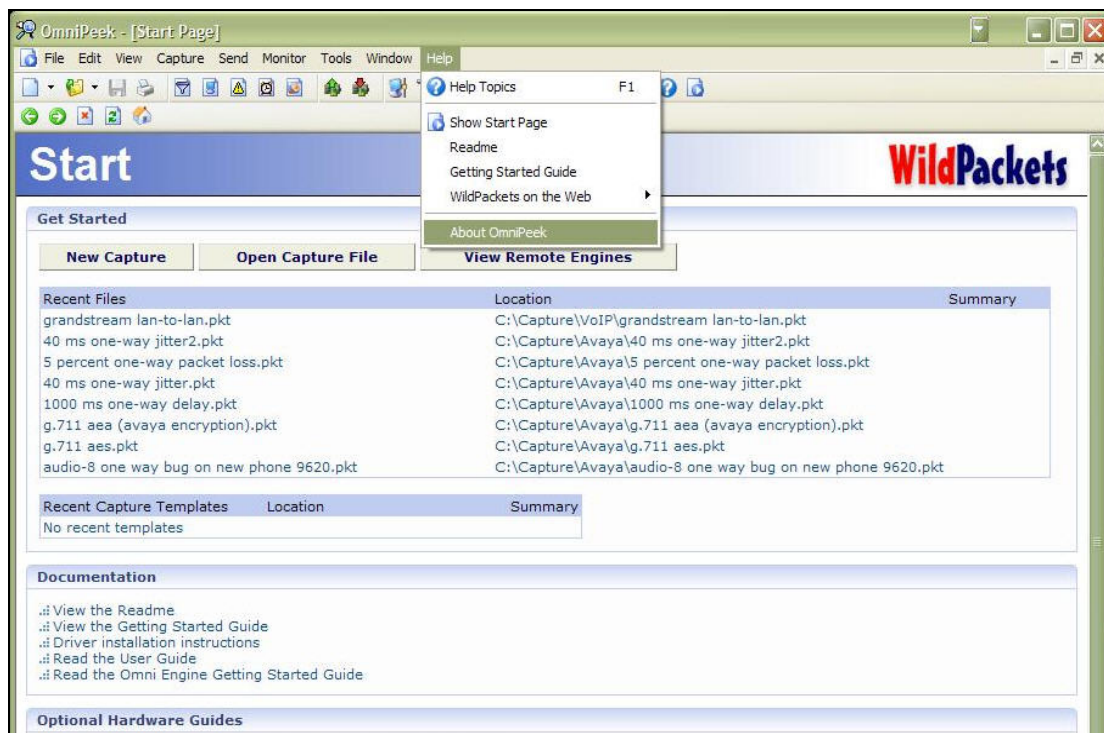 OmniPeek - [Start Page]
File Edit View Capture Send Monitor Tools Window Help
Help Topics F1
Show Start Page
Readme
Getting Started Guide
WildPackets on the Web
About OmniPeek
Start
WildPackets
Get Started
New Capture Open Capture File View Remote Engines
Recent Files Location Summary
grandstream lan-to-lan.pkt C:\Capture\VoIP\grandstream lan-to-lan.pkt
40 ms one-way jitter2.pkt C:\Capture\Avaya\40 ms one-way jitter2.pkt
5 percent one-way packet loss.pkt C:\Capture\Avaya\5 percent one-way packet loss.pkt
40 ms one-way jitter.pkt C:\Capture\Avaya\40 ms one-way jitter.pkt
1000 ms one-way delay.pkt C:\Capture\Avaya\1000 ms one-way delay.pkt
g.711 aea (avaya encryption).pkt C:\Capture\Avaya\g.711 aea (avaya encryption).pkt
g.711 aes.pkt C:\Capture\Avaya\g.711 aes.pkt
audio-8 one way bug on new phone 9620.pkt C:\Capture\Avaya\audio-8 one way bug on new phone 9620.pkt
Recent Capture Templates Location Summary
No recent templates
Documentation
View the Readme
View the Getting Started Guide
Driver installation instructions
Read the User Guide
Read the Omni Engine Getting Started Guide
Optional Hardware Guides